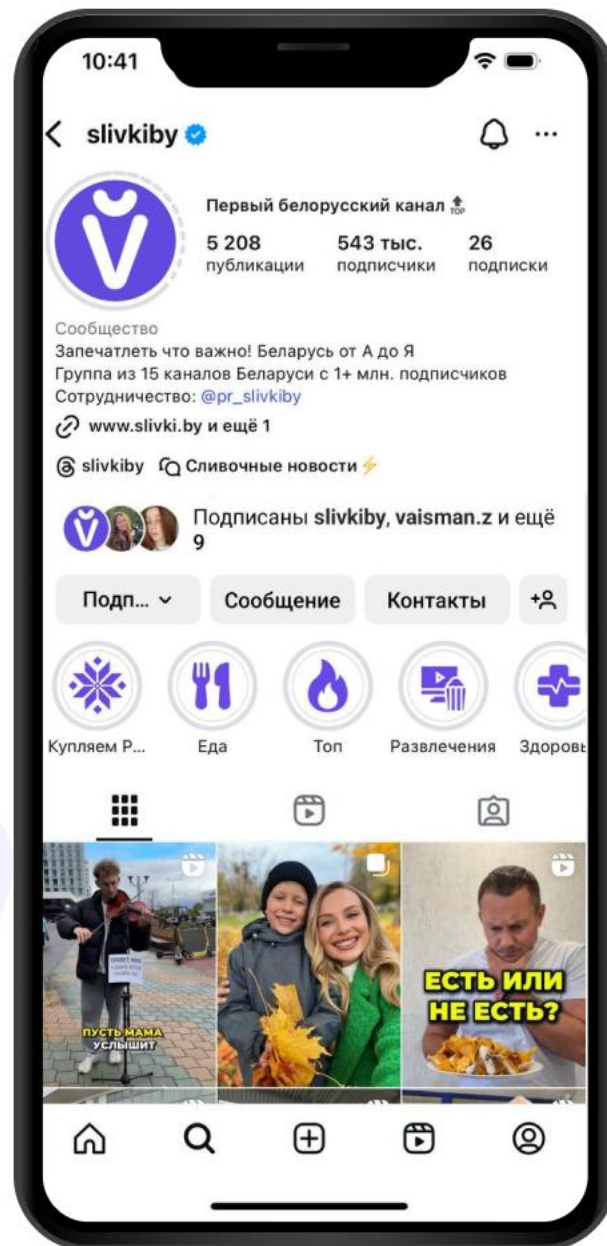 10:41
slivkiby
Первый белорусский канал 🔝
5 208 543 тыс. 26
публикации подписчики подписки
Сообщество
Запечатлеть что важно! Беларусь от А до Я
Группа из 15 каналов Беларуси с 1+ млн. подписчиков
Сотрудничество: @pr_slivkiby
www.slivki.by и ещё 1
slivkiby Сливочные новости⚡
Подписаны slivkiby, vaisman.z и ещё
9
Подп... Сообщение Контакты
Купляем Р... Еда Топ Развлечения Здоровь
ПУСТЬ МАМА
УСЛЫШИТ
ЕСТЬ ИЛИ
НЕ ЕСТЬ?